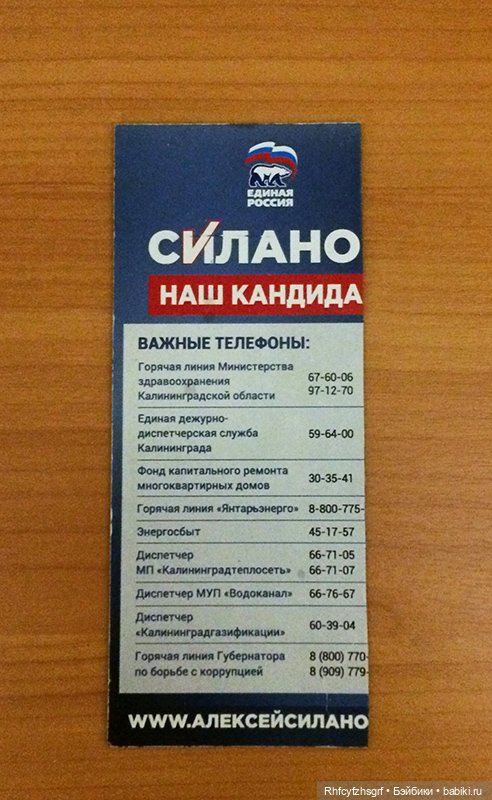 ЕДИНАЯ
РОССИЯ
СИЛАНО
НАШ КАНДИДА
ВАЖНЫЕ ТЕЛЕФОНЫ:
Горячая линия Министерства
здравоохранения 67-60-06
Калининградской области 97-12-70
Единая дежурно-
диспетчерская служба 59-64-00
Калининграда
Фонд капитального ремонта 30-35-41
многоквартирных домов
Горячая линия «Янтарьэнерго» 8-800-775-
Энергосбыт 45-17-57
Диспетчер 66-71-05
МП «Калининградтеплосеть» 66-71-07
Диспетчер МУП «Водоканал» 66-76-67
Диспетчер 60-39-04
«Калининградгазификации»
Горячая линия Губернатора 8 (800) 770-
по борьбе с коррупцией 8 (909) 779-
WWW.АЛЕКСЕЙСИЛАНО
Rhfcyfzhsgrf • Бэйбики • babiki.ru